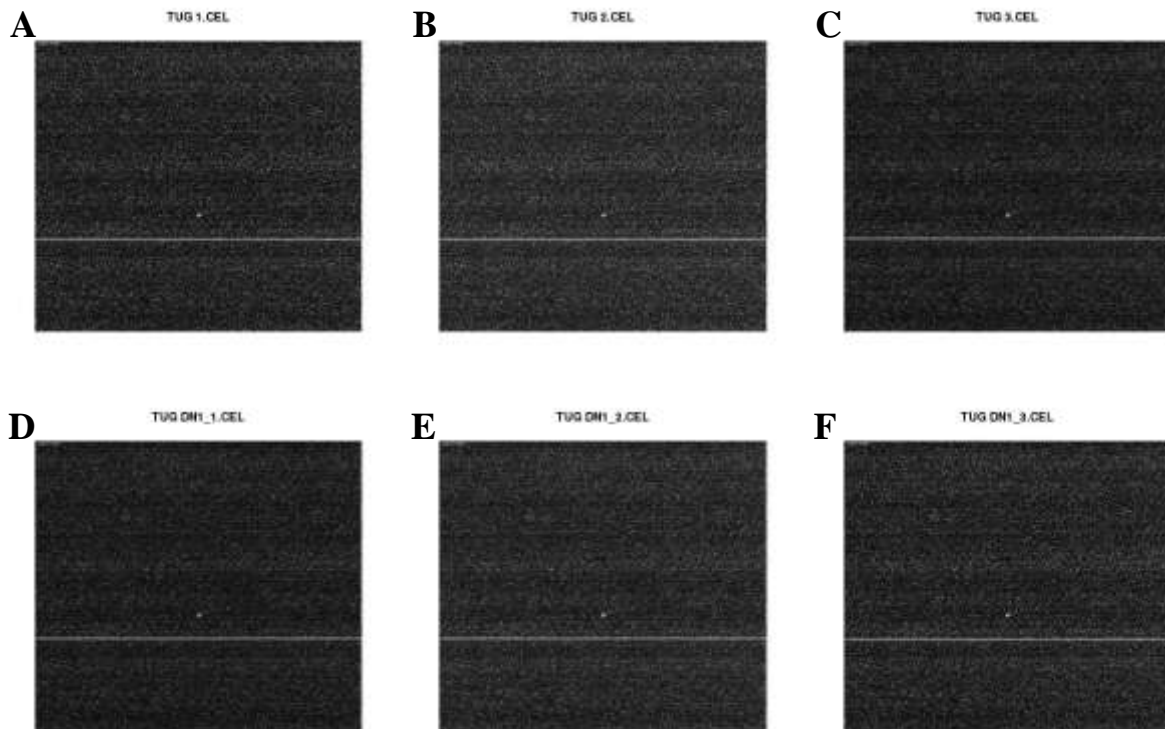 A TUG 1.CEL
B TUG 2.CEL
C TUG 3.CEL
D TUG DN1_1.CEL
E TUG DN1_2.CEL
F TUG DN1_3.CEL